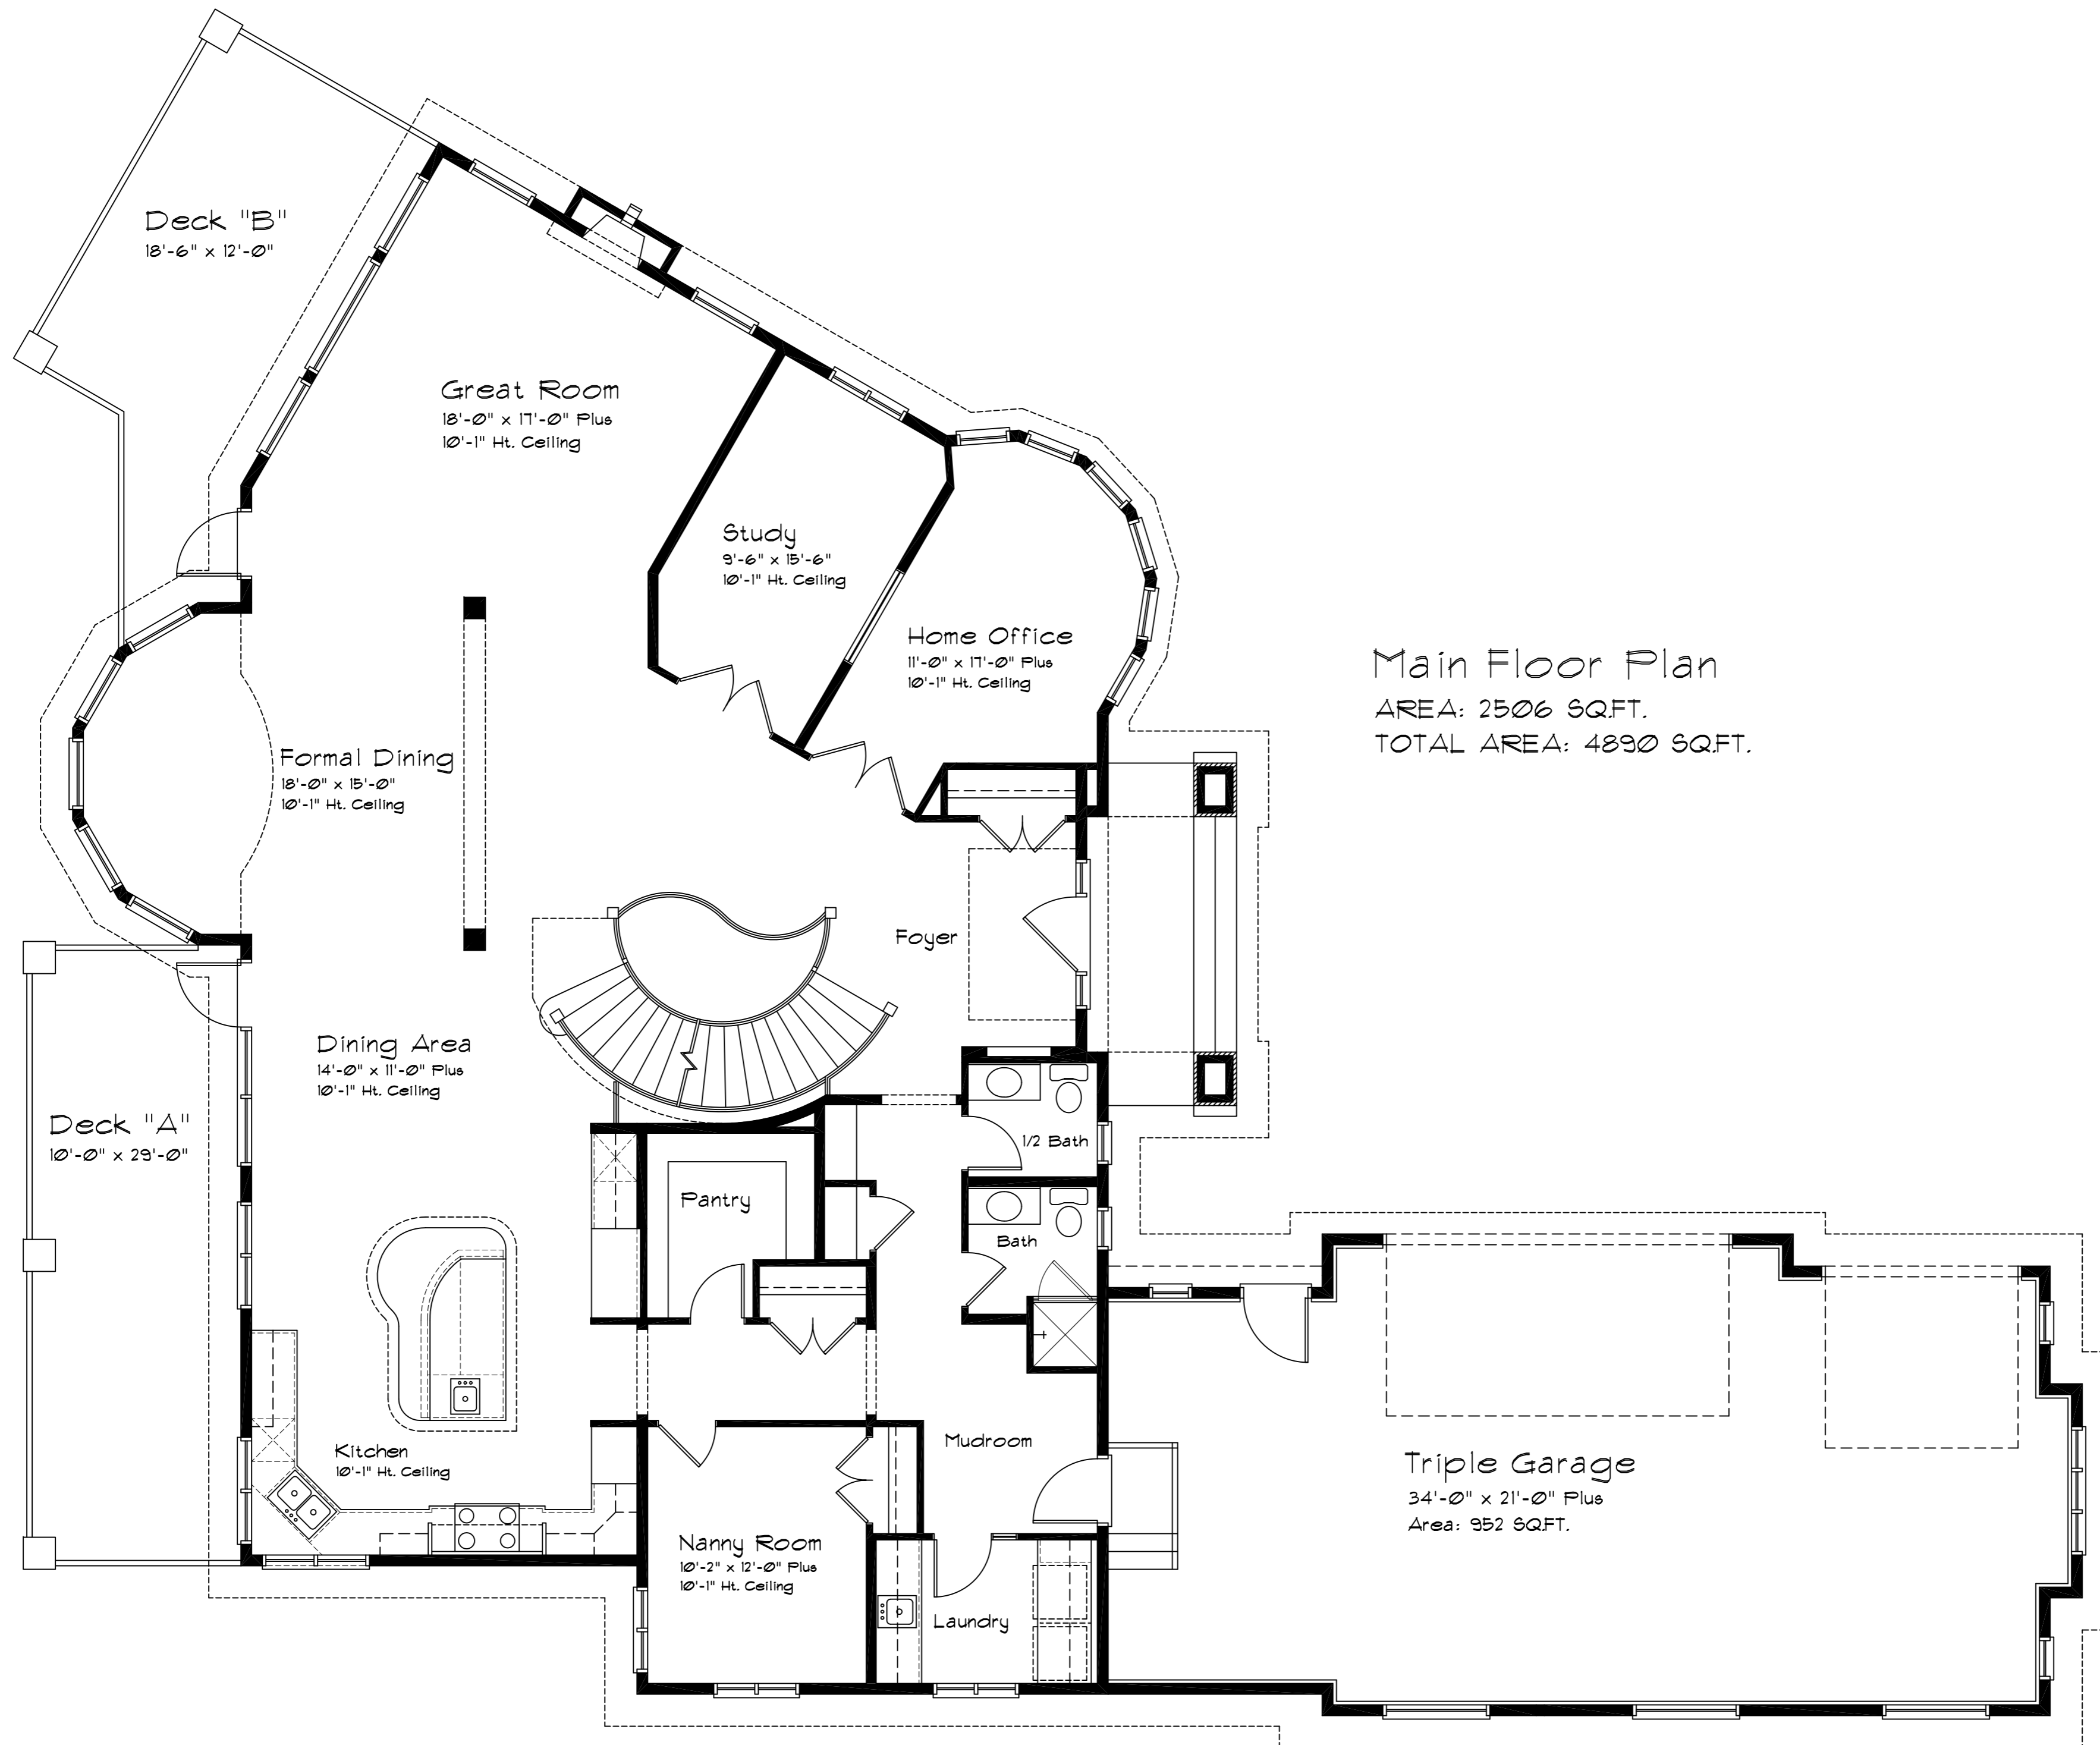 Deck "B"
18'-6" x 12'-0"
Great Room
18'-0" x 17'-0" Plus
10'-1" Ht. Ceiling
Study
9'-6" x 15'-6"
10'-1" Ht. Ceiling
Home Office
11'-0" x 17'-0" Plus
10'-1" Ht. Ceiling
Main Floor Plan
AREA: 2506 SQ.FT.
TOTAL AREA: 4890 SQ.FT.
Formal Dining
18'-0" x 15'-0"
10'-1" Ht. Ceiling
Foyer
Dining Area
14'-0" x 11'-0" Plus
10'-1" Ht. Ceiling
Deck "A"
10'-0" x 29'-0"
1/2 Bath
Pantry
Bath
Kitchen
10'-1" Ht. Ceiling
Mudroom
Triple Garage
34'-0" x 21'-0" Plus
Area: 952 SQ.FT.
Nanny Room
10'-2" x 12'-0" Plus
10'-1" Ht. Ceiling
Laundry